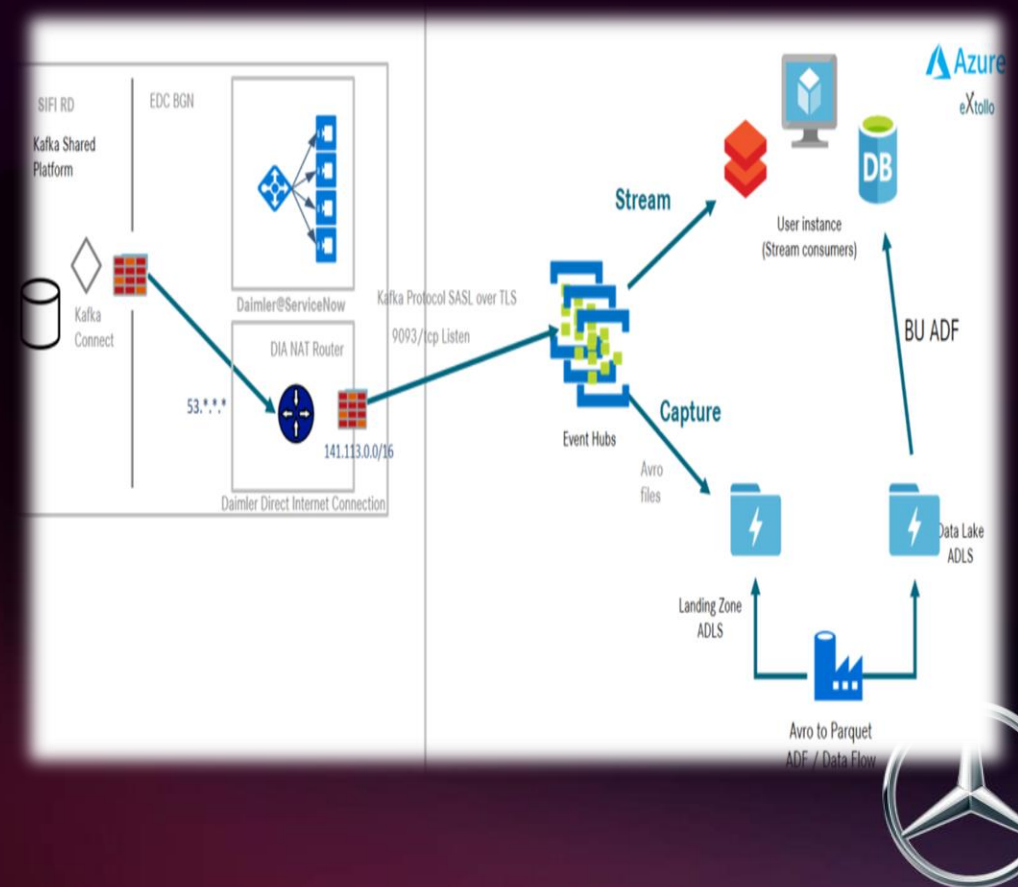 SIFI RD
Kafka Shared
Platform
EDC BGN
Kafka
Connect
Daimler@ServiceNow
DIA NAT Router
53.*.*.*
141.113.0.0/16
Daimler Direct Internet Connection
Kafka Protocol SASL over TLS
9093/tcp Listen
Azure
eXtollo
Stream
DB
User instance
(Stream consumers)
BU ADF
Event Hubs
Capture
Avro
files
Landing Zone
ADLS
Data Lake
ADLS
Avro to Parquet
ADF / Data Flow